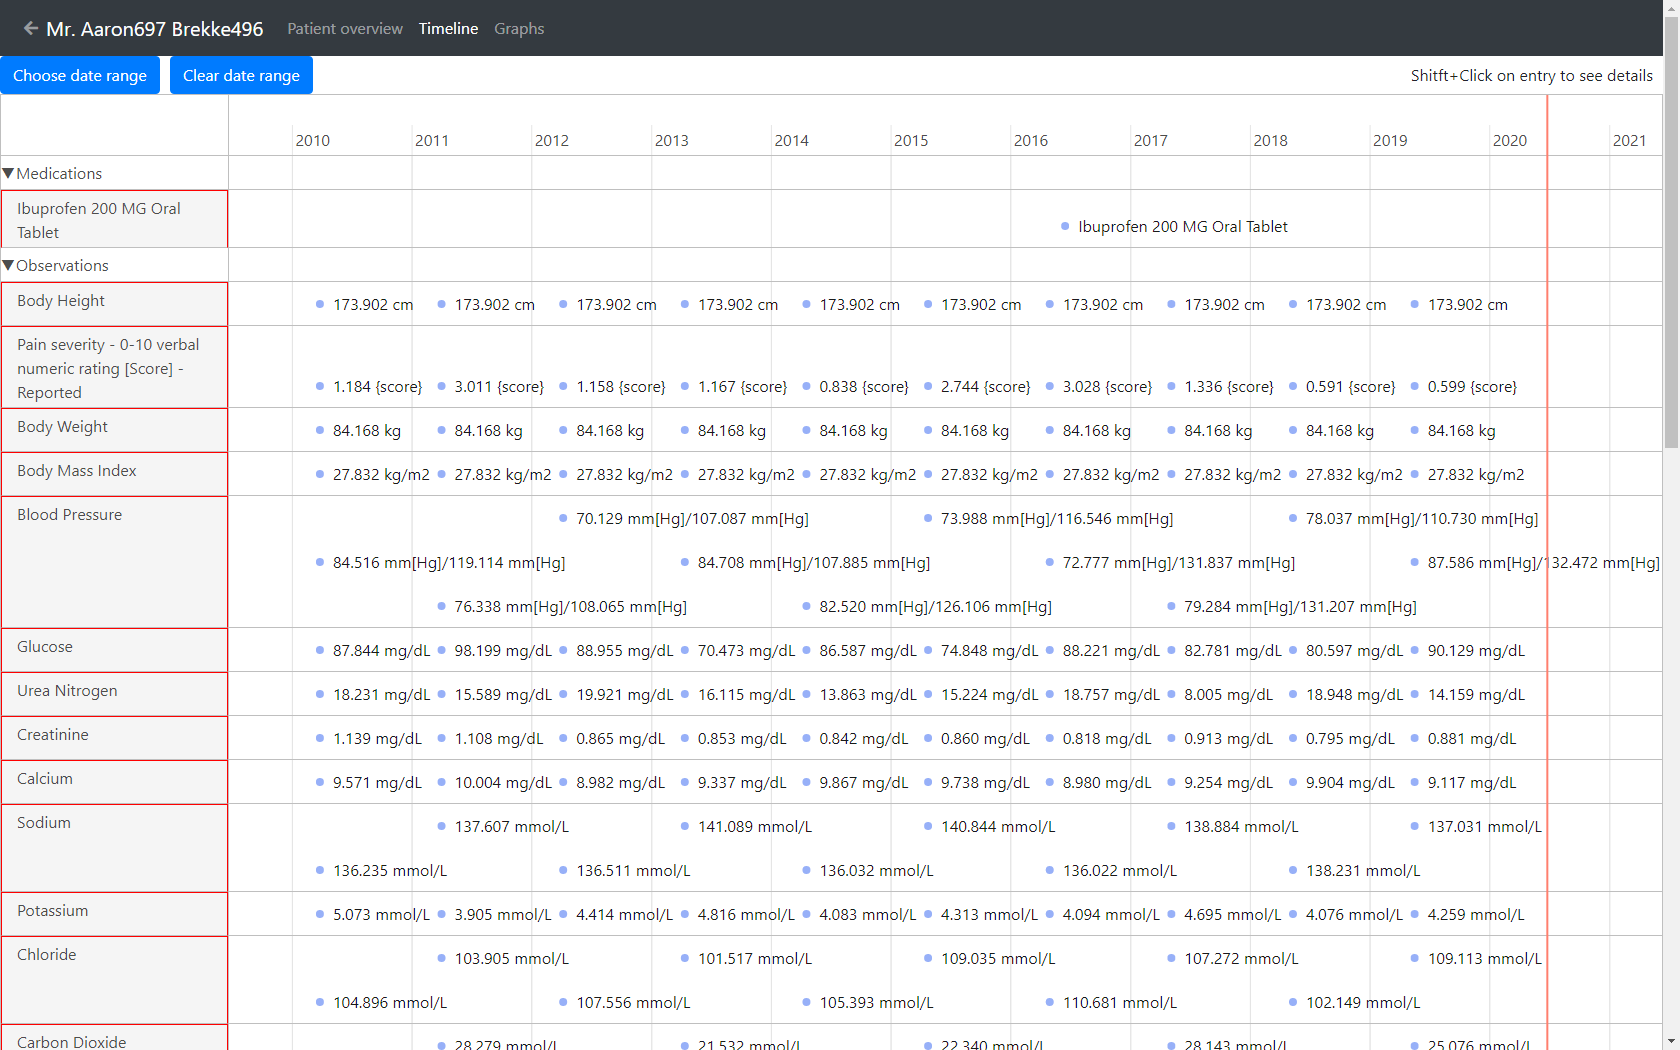 Mr. Aaron697 Brekke496 Patient overview Timeline Graphs
Choose date range Clear date range Shitft+Click on entry to see details
2010 2011 2012 2013 2014 2015 2016 2017 2018 2019 2020 2021
▼Medications
Ibuprofen 200 MG Oral
Tablet
Ibuprofen 200 MG Oral Tablet
▼Observations
Body Height
173.902 cm 173.902 cm 173.902 cm 173.902 cm 173.902 cm 173.902 cm 173.902 cm 173.902 cm 173.902 cm 173.902 cm
Pain severity - 0-10 verbal
numeric rating [Score] -
Reported
1.184 {score} 3.011 {score} 1.158 {score} 1.167 {score} 0.838 {score} 2.744 {score} 3.028 {score} 1.336 {score} 0.591 {score} 0.599 {score}
Body Weight
84.168 kg 84.168 kg 84.168 kg 84.168 kg 84.168 kg 84.168 kg 84.168 kg 84.168 kg 84.168 kg 84.168 kg
Body Mass Index
27.832 kg/m2 27.832 kg/m2 27.832 kg/m2 27.832 kg/m2 27.832 kg/m2 27.832 kg/m2 27.832 kg/m2 27.832 kg/m2 27.832 kg/m2 27.832 kg/m2
Blood Pressure
70.129 mm[Hg]/107.087 mm[Hg] 73.988 mm[Hg]/116.546 mm[Hg] 78.037 mm[Hg]/110.730 mm[Hg]
84.516 mm[Hg]/119.114 mm[Hg] 84.708 mm[Hg]/107.885 mm[Hg] 72.777 mm[Hg]/131.837 mm[Hg] 87.586 mm[Hg]/132.472 mm[Hg]
76.338 mm[Hg]/108.065 mm[Hg] 82.520 mm[Hg]/126.106 mm[Hg] 79.284 mm[Hg]/131.207 mm[Hg]
Glucose
87.844 mg/dL 98.199 mg/dL 88.955 mg/dL 70.473 mg/dL 86.587 mg/dL 74.848 mg/dL 88.221 mg/dL 82.781 mg/dL 80.597 mg/dL 90.129 mg/dL
Urea Nitrogen
18.231 mg/dL 15.589 mg/dL 19.921 mg/dL 16.115 mg/dL 13.863 mg/dL 15.224 mg/dL 18.757 mg/dL 8.005 mg/dL 18.948 mg/dL 14.159 mg/dL
Creatinine
1.139 mg/dL 1.108 mg/dL 0.865 mg/dL 0.853 mg/dL 0.842 mg/dL 0.860 mg/dL 0.818 mg/dL 0.913 mg/dL 0.795 mg/dL 0.881 mg/dL
Calcium
9.571 mg/dL 10.004 mg/dL 8.982 mg/dL 9.337 mg/dL 9.867 mg/dL 9.738 mg/dL 8.980 mg/dL 9.254 mg/dL 9.904 mg/dL 9.117 mg/dL
Sodium
137.607 mmol/L 141.089 mmol/L 140.844 mmol/L 138.884 mmol/L 137.031 mmol/L
136.235 mmol/L 136.511 mmol/L 136.032 mmol/L 136.022 mmol/L 138.231 mmol/L
Potassium
5.073 mmol/L 3.905 mmol/L 4.414 mmol/L 4.816 mmol/L 4.083 mmol/L 4.313 mmol/L 4.094 mmol/L 4.695 mmol/L 4.076 mmol/L 4.259 mmol/L
Chloride
103.905 mmol/L 101.517 mmol/L 109.035 mmol/L 107.272 mmol/L 109.113 mmol/L
104.896 mmol/L 107.556 mmol/L 105.393 mmol/L 110.681 mmol/L 102.149 mmol/L
Carbon Dioxide
28.279 mmol/L 21.532 mmol/L 22.340 mmol/L 28.143 mmol/L 25.076 mmol/L